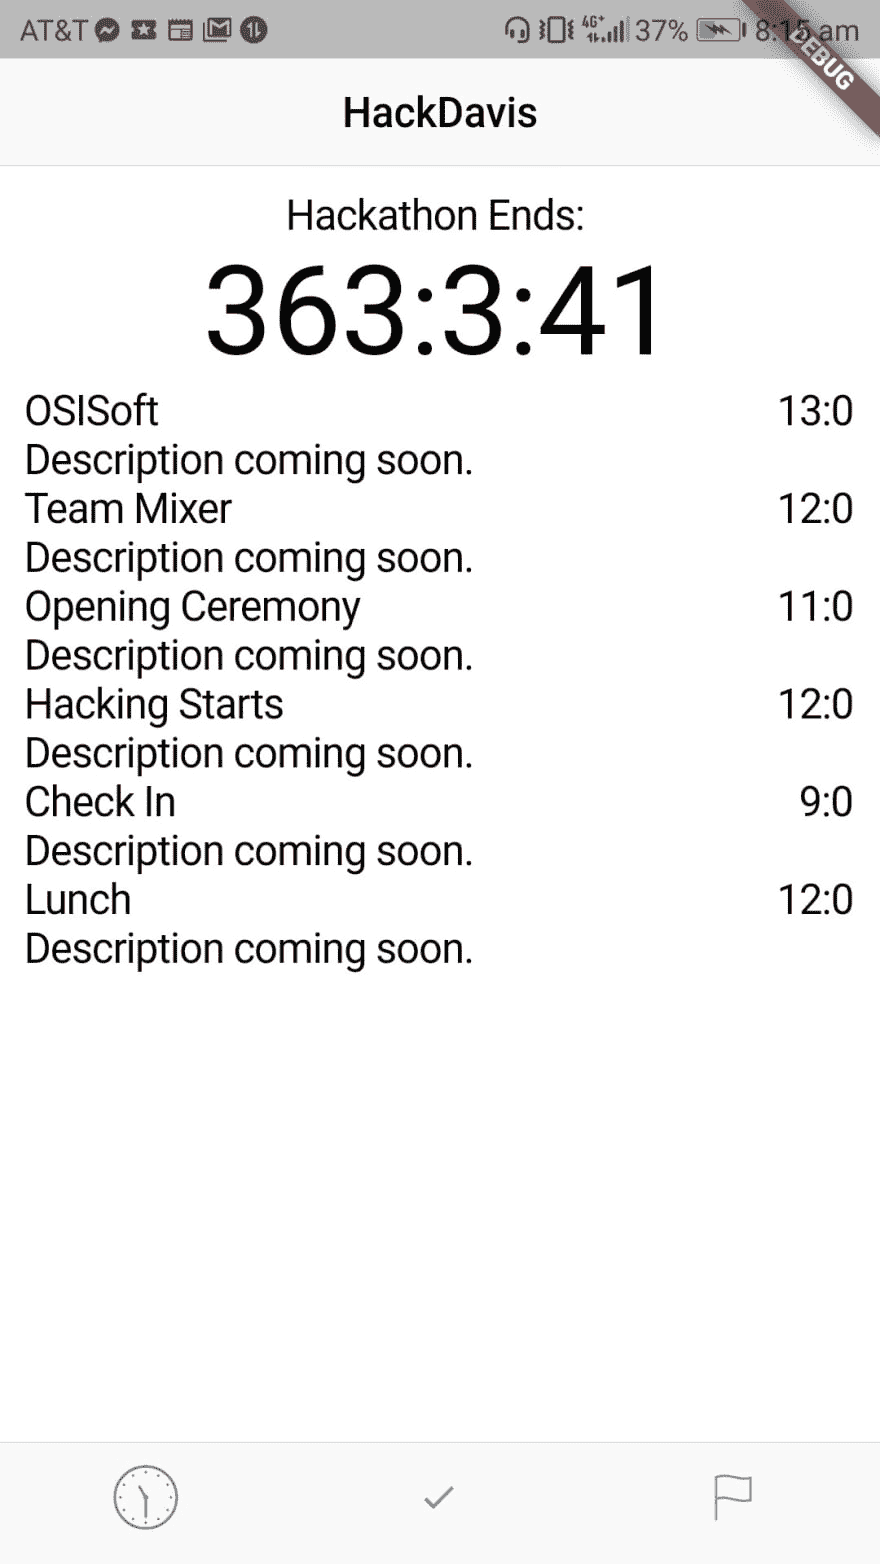 AT&T 4G+ 37% 8:15 am
DEBUG
HackDavis
Hackathon Ends:
363:3:41
OSISoft 13:0
Description coming soon.
Team Mixer 12:0
Description coming soon.
Opening Ceremony 11:0
Description coming soon.
Hacking Starts 12:0
Description coming soon.
Check In 9:0
Description coming soon.
Lunch 12:0
Description coming soon.